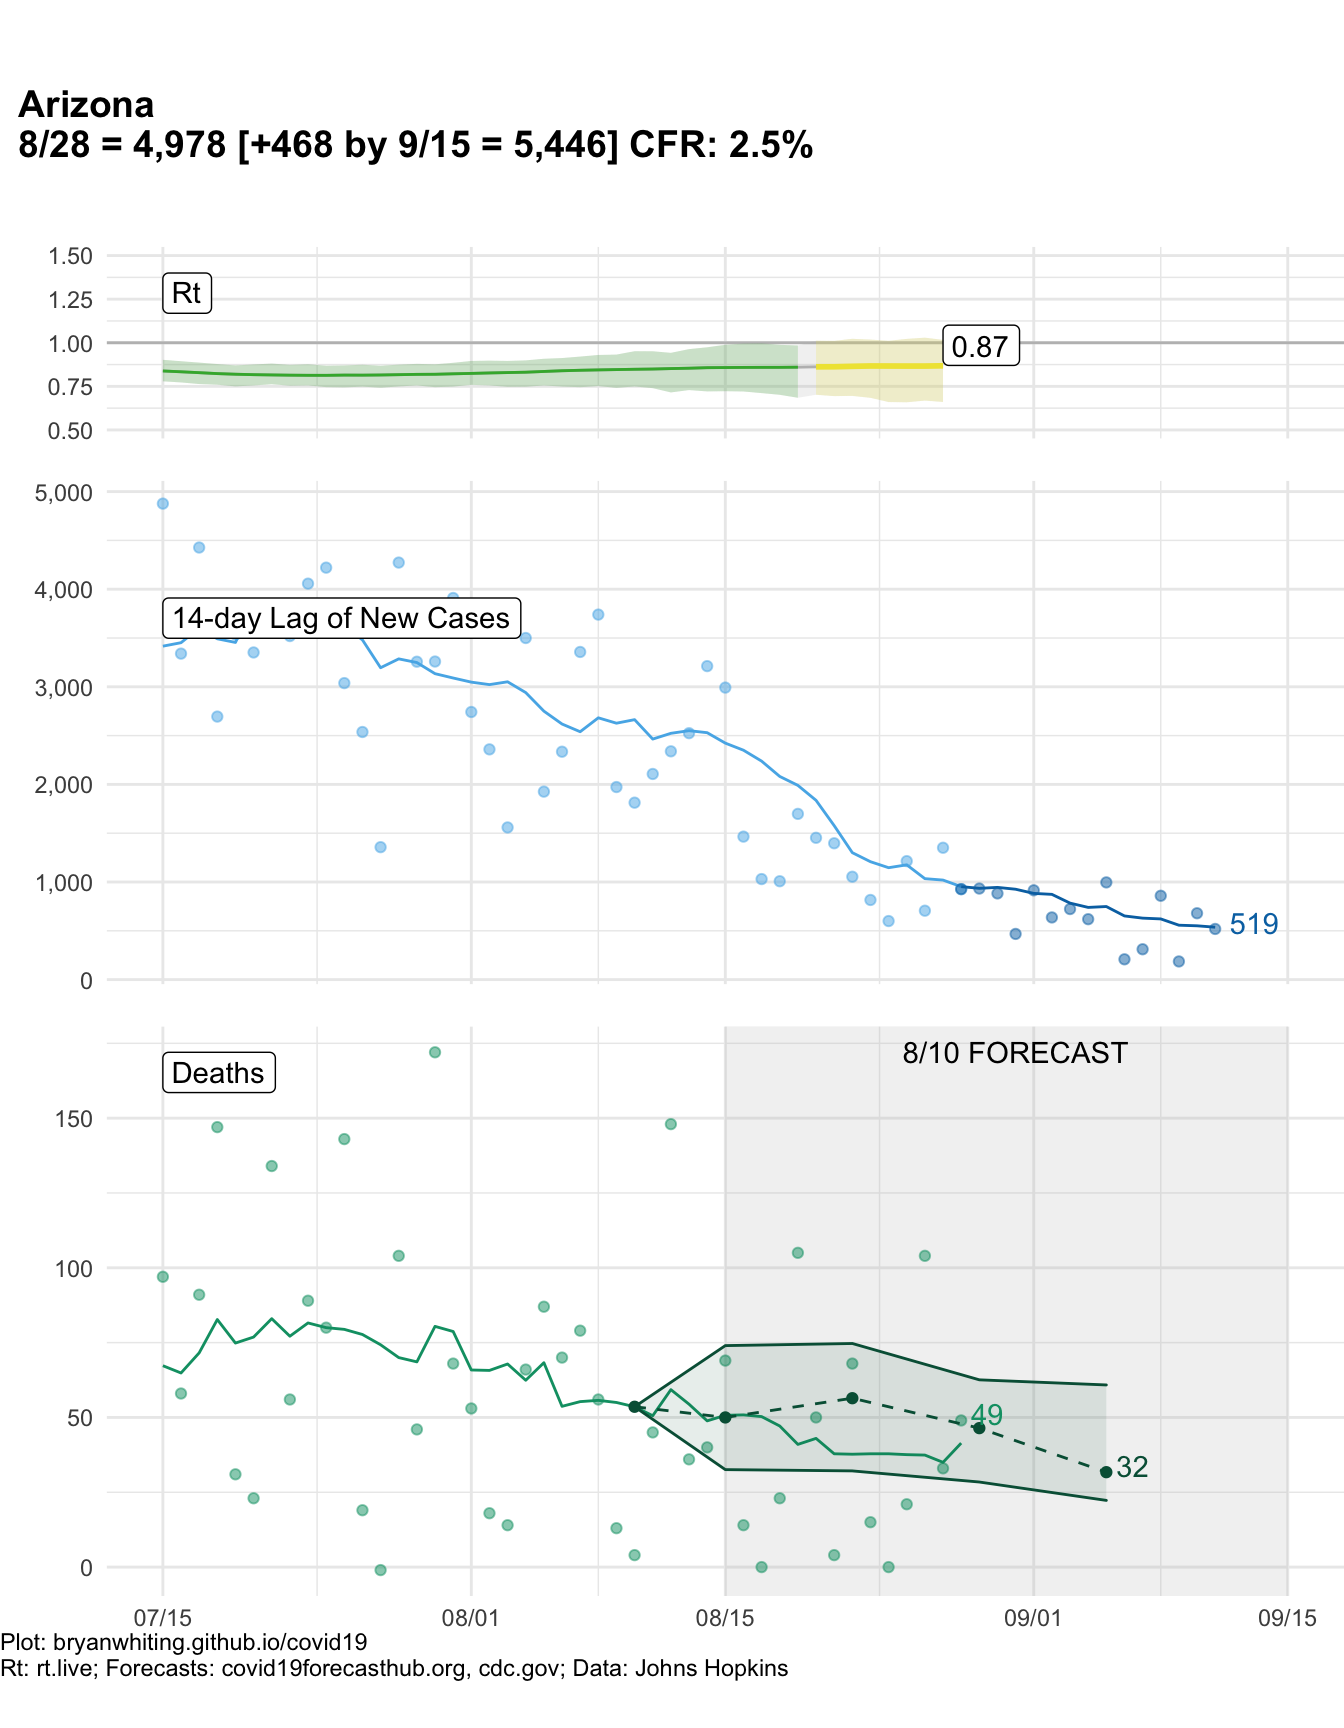 Arizona
8/28 = 4,978 [+468 by 9/15 = 5,446] CFR: 2.5%
1.50
Rt
1.25
1.00
0.87
0.75
0.50
5,000
4,000
14-day Lag of New Cases
3,000
2,000
1,000
519
0
8/10 FORECAST
Deaths
150
100
50
49
32
0
07/15 08/01 08/15 09/01 09/15
Plot: bryanwhiting.github.io/covid19
Rt: rt.live; Forecasts: covid19forecasthub.org, cdc.gov; Data: Johns Hopkins